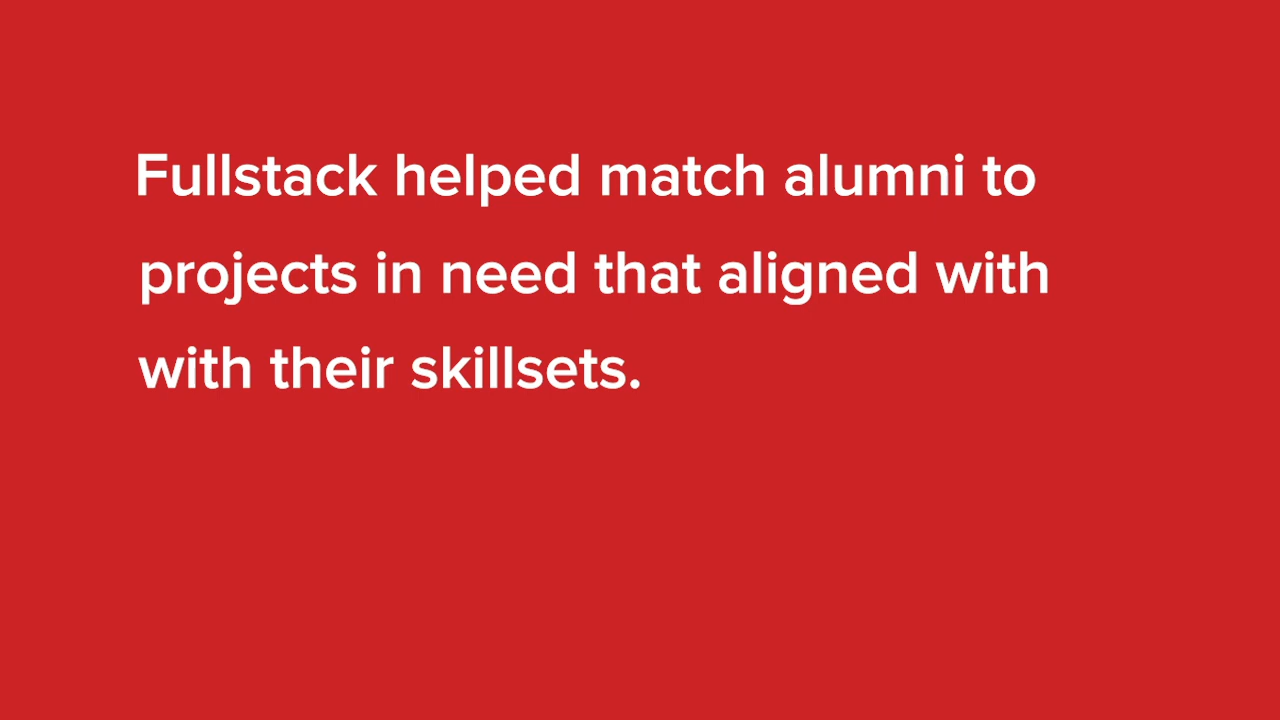 Fullstack helped match alumni to
projects in need that aligned with
with their skillsets.